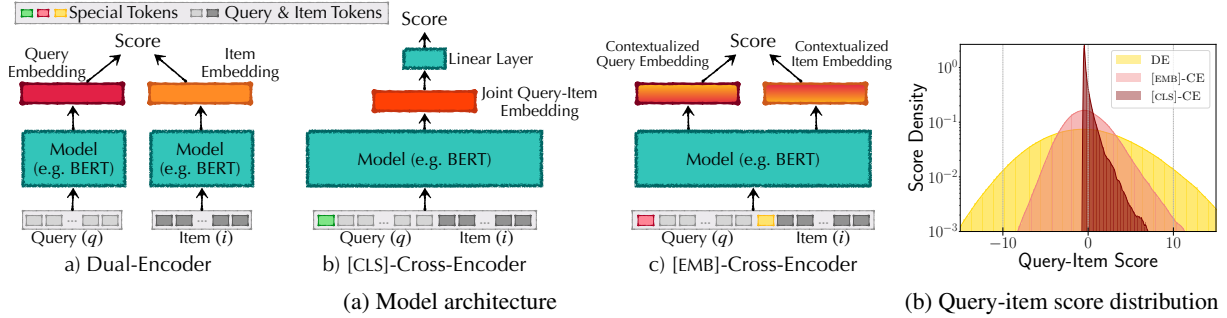 Special Tokens Query & Item Tokens
Query Embedding
Score
Item Embedding
Model (e.g. BERT)
Model (e.g. BERT)
...
...
Query (q)
Item (i)
a) Dual-Encoder
Score
Linear Layer
Joint Query-Item Embedding
Model (e.g. BERT)
...
...
Query (q)
Item (i)
b) [CLS]-Cross-Encoder
Contextualized Query Embedding
Score
Contextualized Item Embedding
Model (e.g. BERT)
...
...
Query (q)
Item (i)
c) [EMB]-Cross-Encoder
(a) Model architecture
DE
[EMB]-CE
[CLS]-CE
Score Density
10⁰
10⁻¹
10⁻²
10⁻³
−10
0
10
Query-Item Score
(b) Query-item score distribution